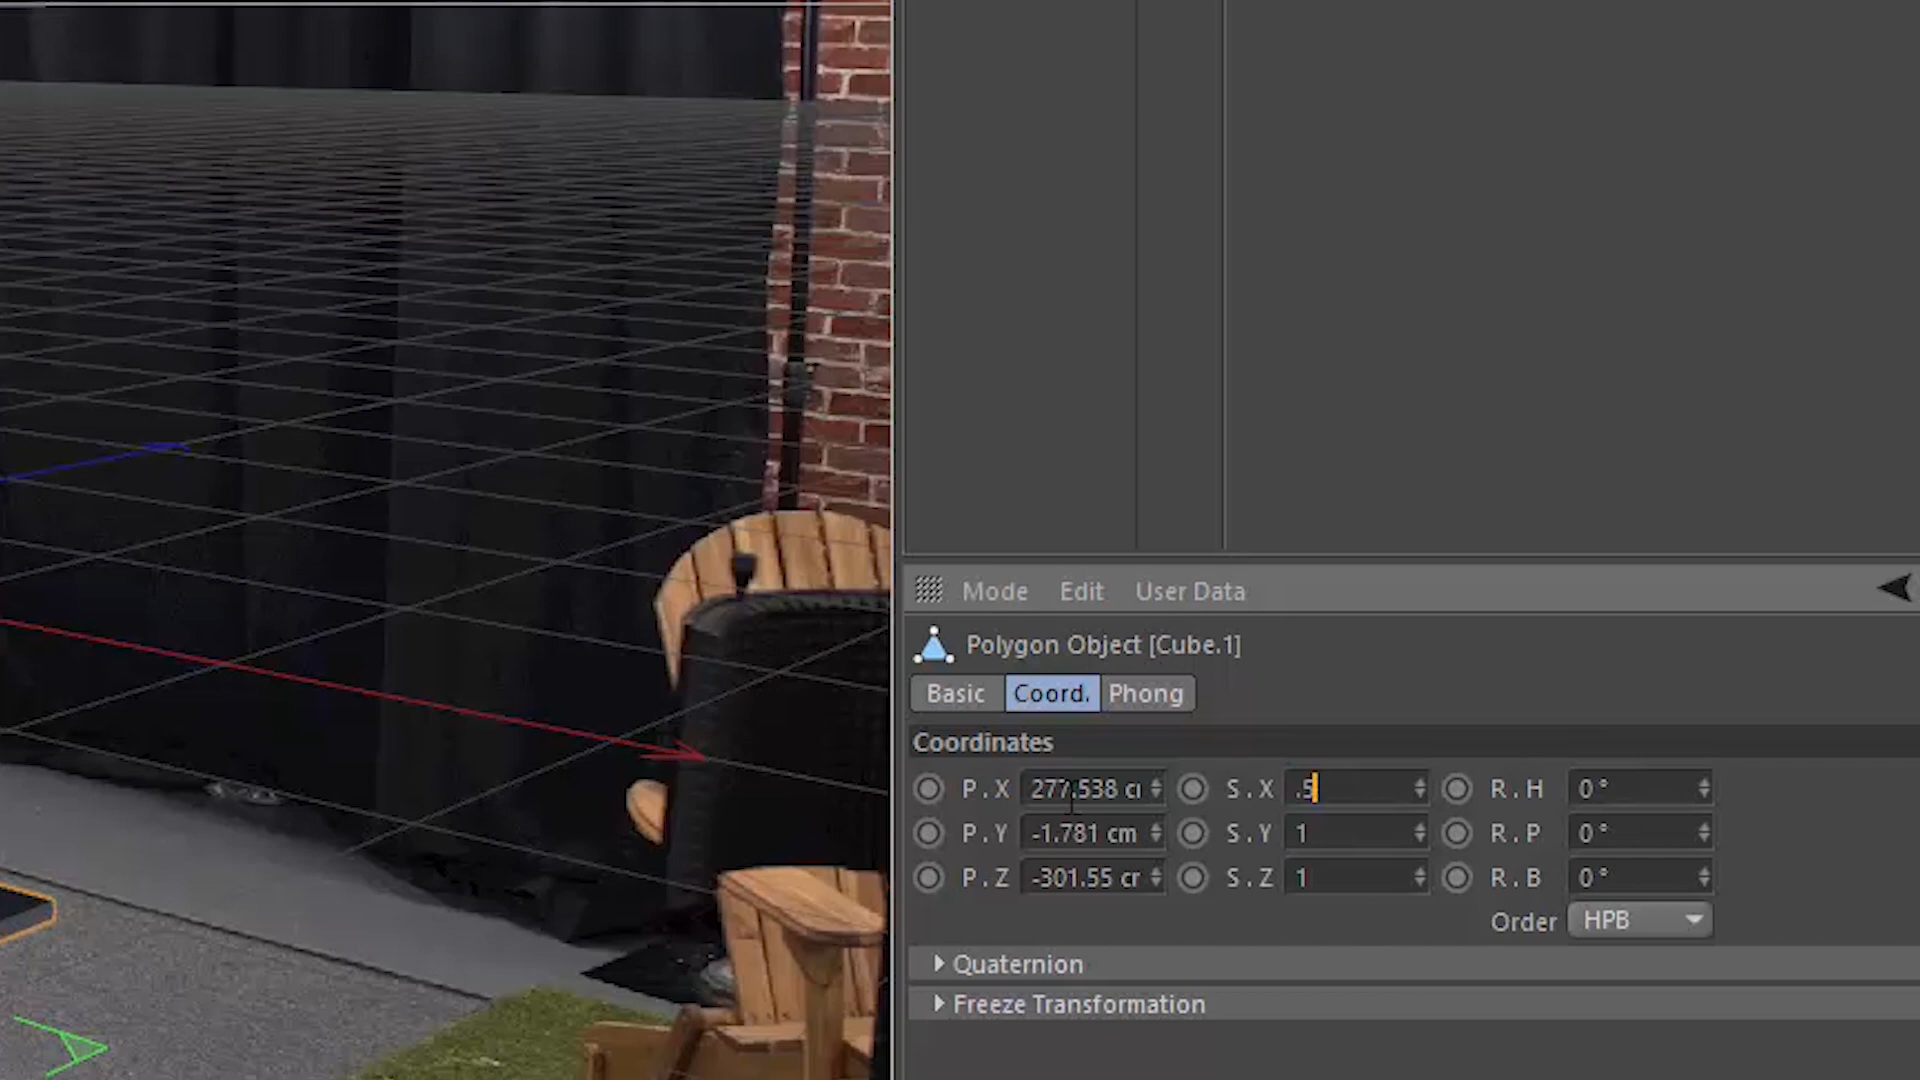 Mode Edit User Data
Polygon Object [Cube.1]
Basic Coord. Phong
Coordinates
P . X 277.538 cr S . X .5 R . H 0 °
P . Y -1.781 cm S . Y 1 R . P 0 °
P . Z -301.55 cr S . Z 1 R . B 0 °
Order HPB
Quaternion
Freeze Transformation